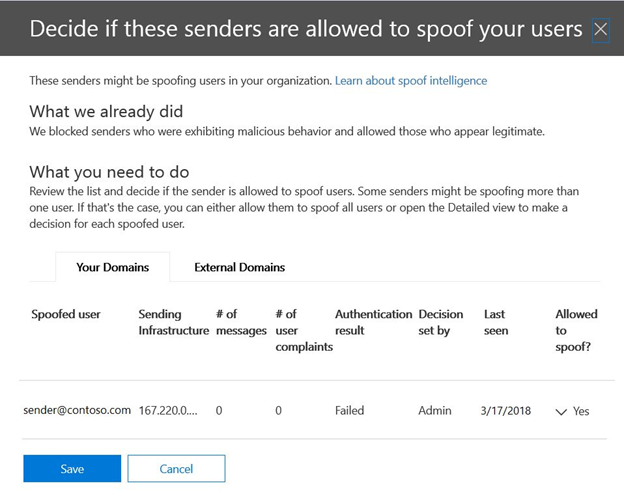 Decide if these senders are allowed to spoof your users
These senders might be spoofing users in your organization. Learn about spoof intelligence
What we already did
We blocked senders who were exhibiting malicious behavior and allowed those who appear legitimate.
What you need to do
Review the list and decide if the sender is allowed to spoof users. Some senders might be spoofing more than
one user. If that's the case, you can either allow them to spoof all users or open the Detailed view to make a
decision for each spoofed user.
Your Domains External Domains
Spoofed user Sending # of # of Authentication Decision Last Allowed
Infrastructure messages user result set by seen to
complaints spoof?
sender@contoso.com 167.220.0.... 0 0 Failed Admin 3/17/2018 Yes
Save Cancel